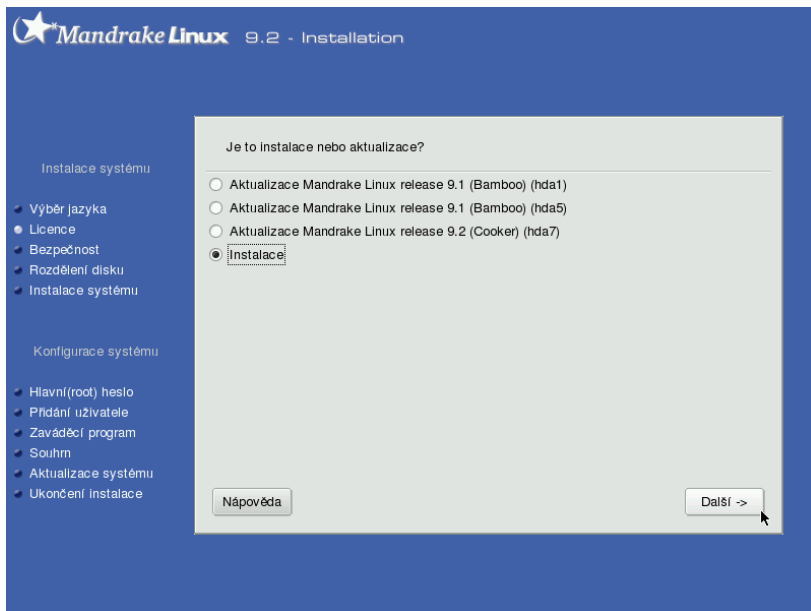 Mandrake Linux 9.2 - Installation
Instalace systému
Výběr jazyka
Licence
Bezpečnost
Rozdělení disku
Instalace systému
Konfigurace systému
Hlavní(root) heslo
Přidání uživatele
Zaváděcí program
Souhrn
Aktualizace systému
Ukončení instalace
Je to instalace nebo aktualizace?
Aktualizace Mandrake Linux release 9.1 (Bamboo) (hda1)
Aktualizace Mandrake Linux release 9.1 (Bamboo) (hda5)
Aktualizace Mandrake Linux release 9.2 (Cooker) (hda7)
Instalace
Nápověda
Další ->